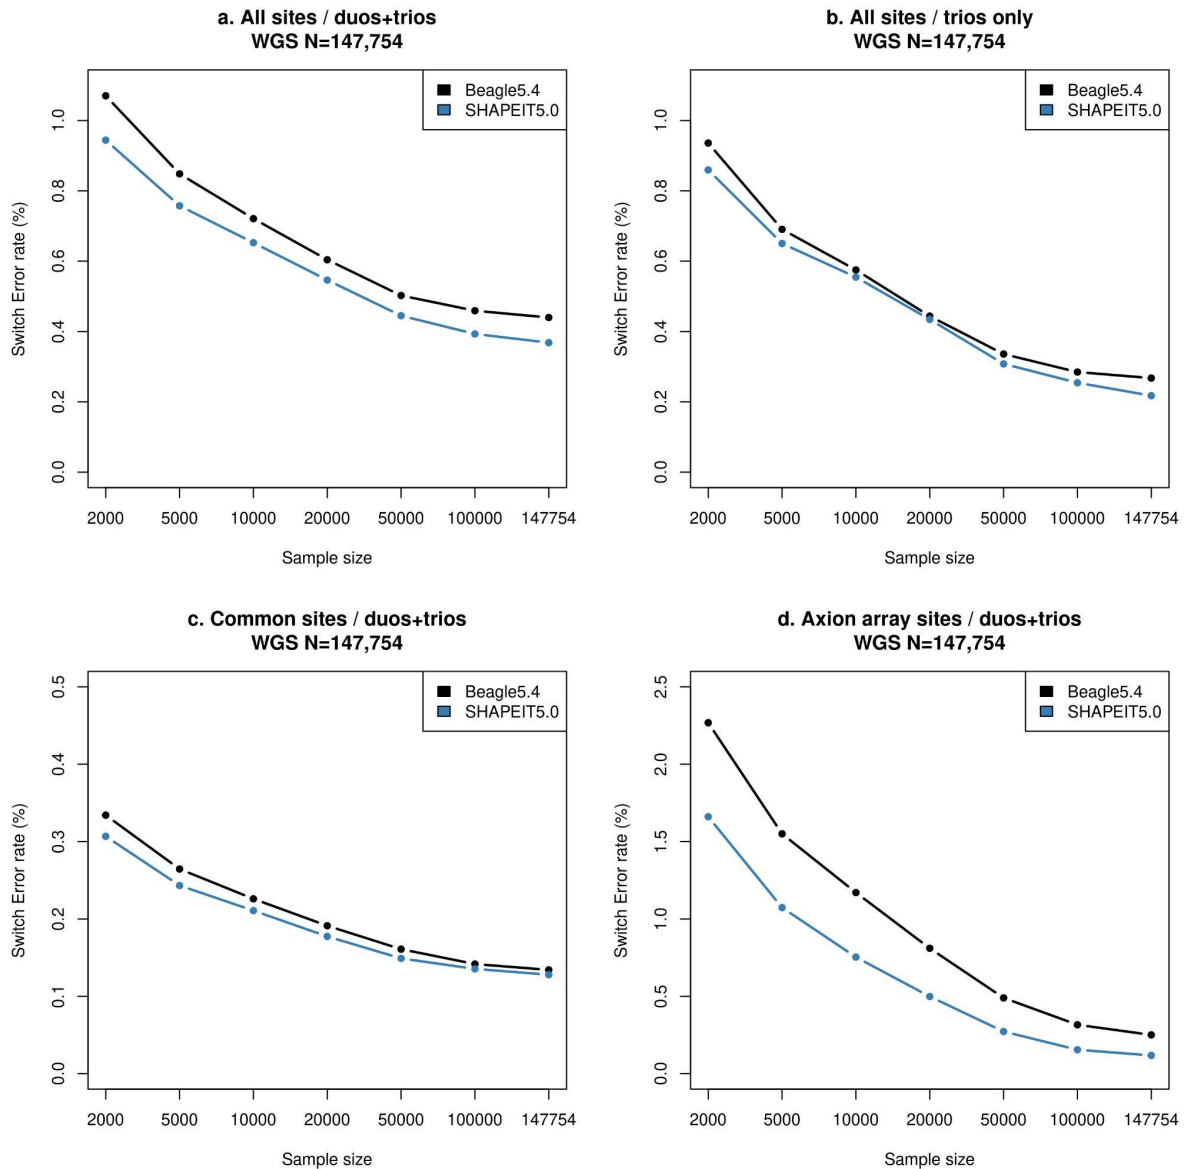 a. All sites / duos+trios
WGS N=147,754
Beagle5.4
SHAPEIT5.0
Switch Error rate (%)
1.0
0.8
0.6
0.4
0.2
0.0
2000 5000 10000 20000 50000 100000 147754
Sample size
b. All sites / trios only
WGS N=147,754
Beagle5.4
SHAPEIT5.0
Switch Error rate (%)
1.0
0.8
0.6
0.4
0.2
0.0
2000 5000 10000 20000 50000 100000 147754
Sample size
c. Common sites / duos+trios
WGS N=147,754
Beagle5.4
SHAPEIT5.0
Switch Error rate (%)
0.5
0.4
0.3
0.2
0.1
0.0
2000 5000 10000 20000 50000 100000 147754
Sample size
d. Axion array sites / duos+trios
WGS N=147,754
Beagle5.4
SHAPEIT5.0
Switch Error rate (%)
2.5
2.0
1.5
1.0
0.5
0.0
2000 5000 10000 20000 50000 100000 147754
Sample size